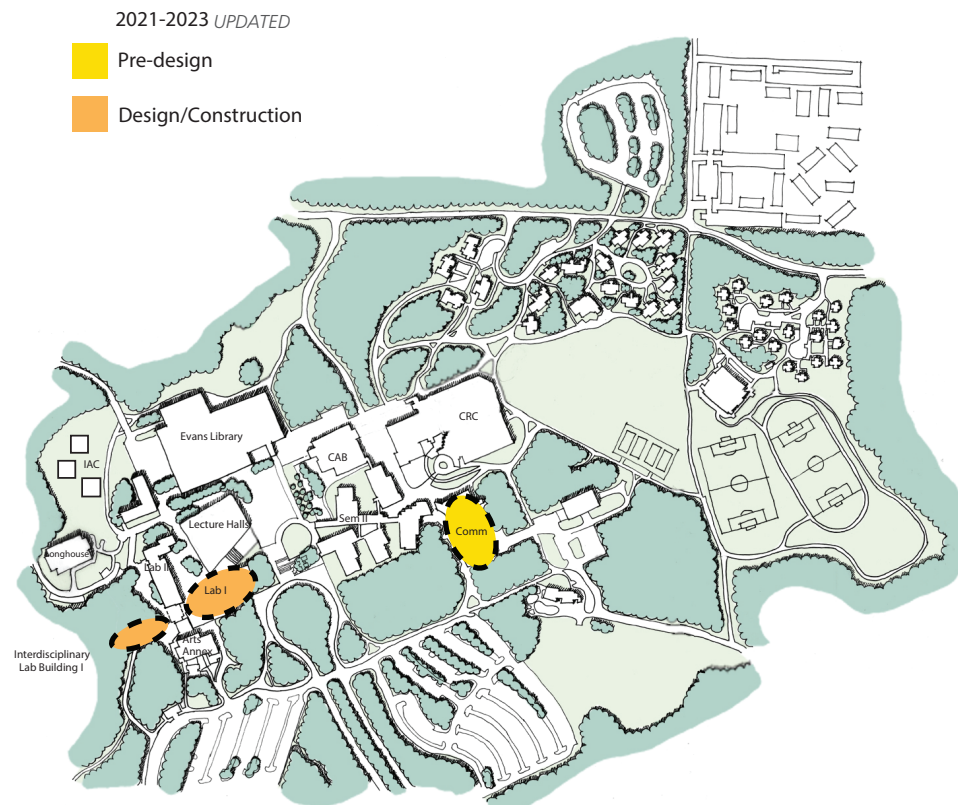 2021-2023 UPDATED
Pre-design
Design/Construction
CRC
Evans Library
CAB
IAC
Lecture Halls
Sem II
Comm
Longhouse
Lab II
Lab I
Arts
Annex
Interdisciplinary
Lab Building I